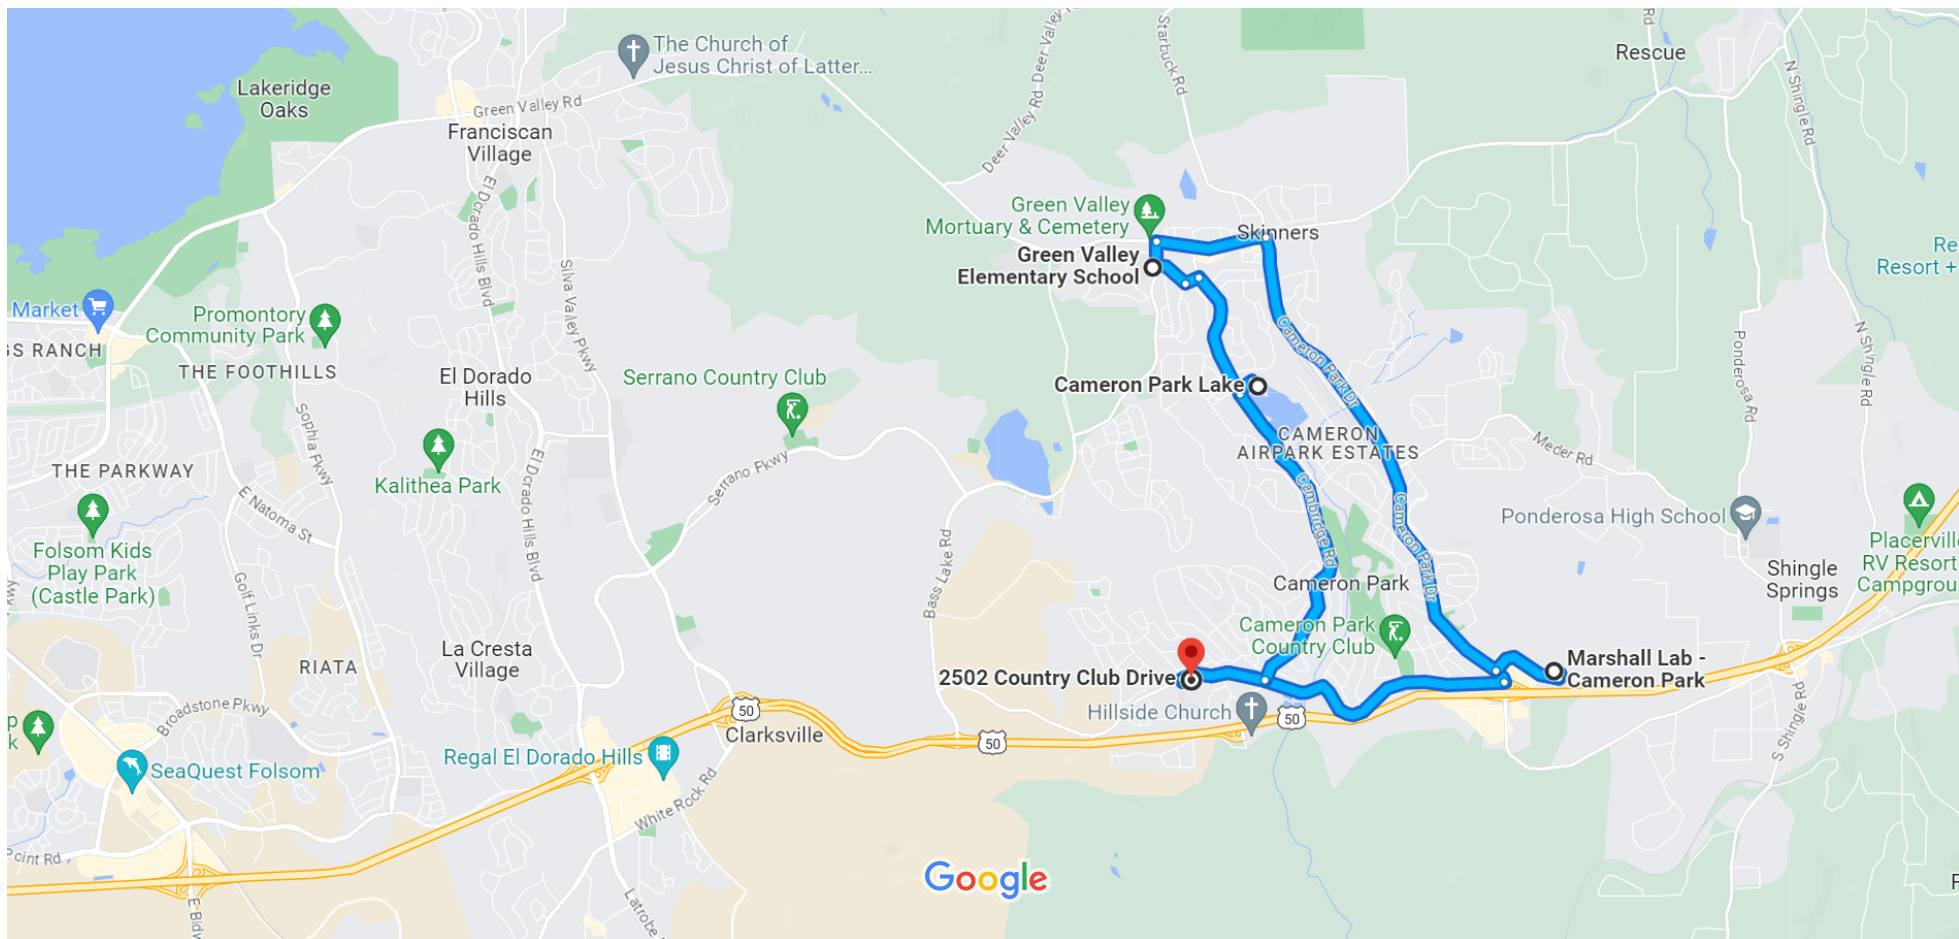 The Church of
Jesus Christ of Latter...
Starbuck Rd
Deer Valley Rd
Deer Valley
Rescue
N Shingle Rd
Lakeridge
Oaks
Green Valley Rd
Franciscan
Village
El Dorado Hills Blvd
Green Valley
Mortuary & Cemetery
Skinners
Green Valley
Elementary School
Re
Resort +
Silva Valley Pkwy
Market
Promontory
Community Park
GS RANCH
THE FOOTHILLS
El Dorado
Hills
Serrano Country Club
Cameron Park Lake
Cameron Park Dr
Ponderosa Rd
N Shingle Rd
Sophia Pkwy
CAMERON
AIRPARK ESTATES
Meder Rd
THE PARKWAY
Kalithea Park
E Natoma St
El Dorado Hills Blvd
Serrano Pkwy
Cambridge Rd
Cameron Park Dr
Ponderosa High School
Folsom Kids
Play Park
(Castle Park)
Bass Lake Rd
Placervill
RV Resort
Campgrou
Shingle
Springs
Cameron Park
Golf Links Dr
La Cresta
Village
Cameron Park
Country Club
RIATA
Marshall Lab -
Cameron Park
2502 Country Club Drive
Hillside Church
Broadstone Pkwy
50
50
50
Clarksville
S Shingle Rd
p
k
SeaQuest Folsom
Regal El Dorado Hills
White Rock Rd
Point Rd
Google
E Bidw
Latrobe
F